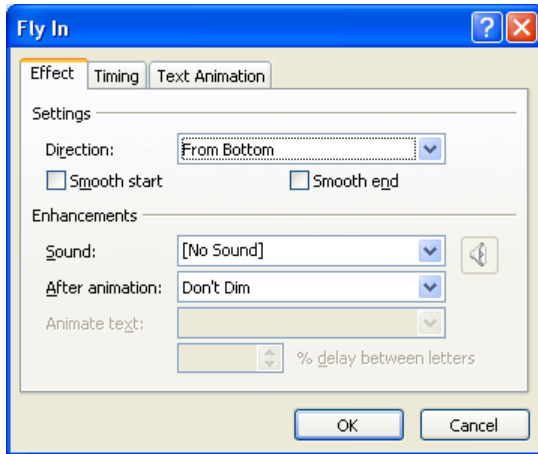 Fly In
Effect Timing Text Animation
Settings
Direction: From Bottom
Smooth start Smooth end
Enhancements
Sound: [No Sound]
After animation: Don't Dim
Animate text:
% delay between letters
OK Cancel